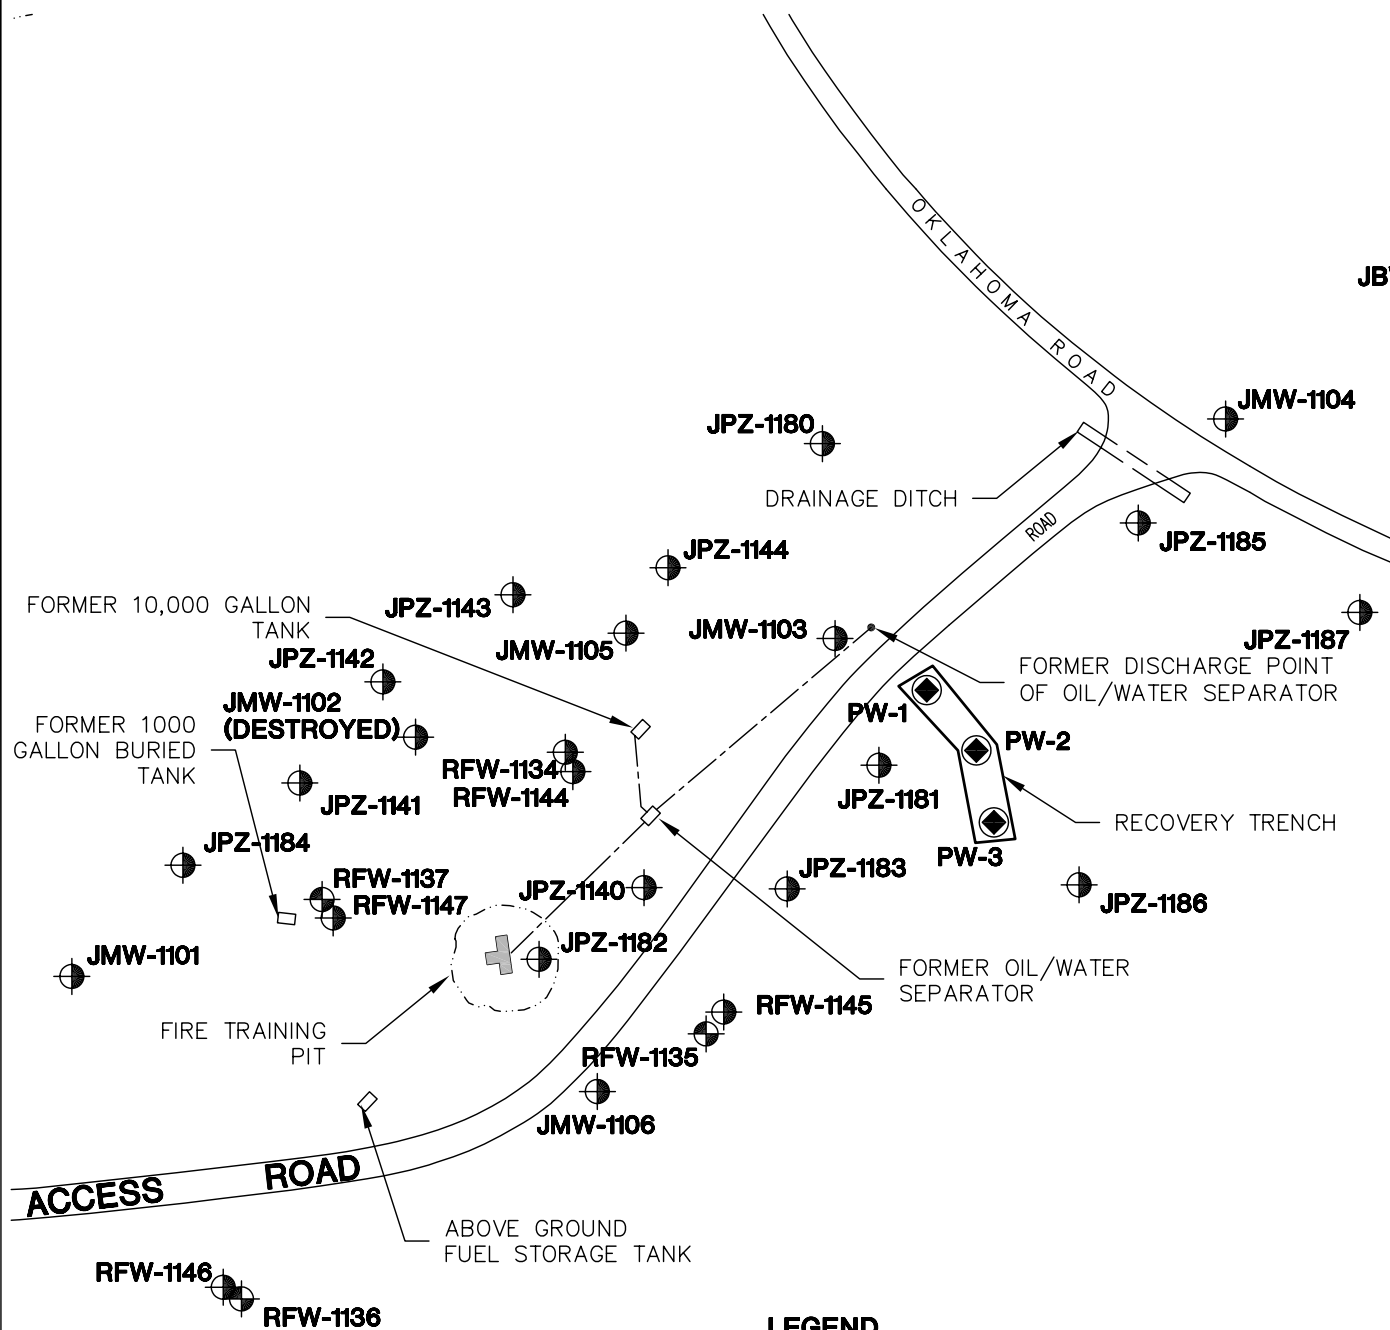 OKLAHOMA ROAD
JB
JMW-1104
JPZ-1180
DRAINAGE DITCH
ROAD
JPZ-1185
JPZ-1144
FORMER 10,000 GALLON
TANK
JPZ-1143
JMW-1105
JMW-1103
JPZ-1187
JPZ-1142
FORMER DISCHARGE POINT
OF OIL/WATER SEPARATOR
JMW-1102
(DESTROYED)
FORMER 1000
GALLON BURIED
TANK
PW-1
PW-2
RFW-1134
RFW-1144
JPZ-1141
JPZ-1181
RECOVERY TRENCH
JPZ-1184
PW-3
RFW-1137
RFW-1147
JPZ-1140
JPZ-1183
JPZ-1186
JMW-1101
JPZ-1182
FORMER OIL/WATER
SEPARATOR
RFW-1145
FIRE TRAINING
PIT
RFW-1135
JMW-1106
ACCESS ROAD
ABOVE GROUND
FUEL STORAGE TANK
RFW-1146
RFW-1136
LEGEND